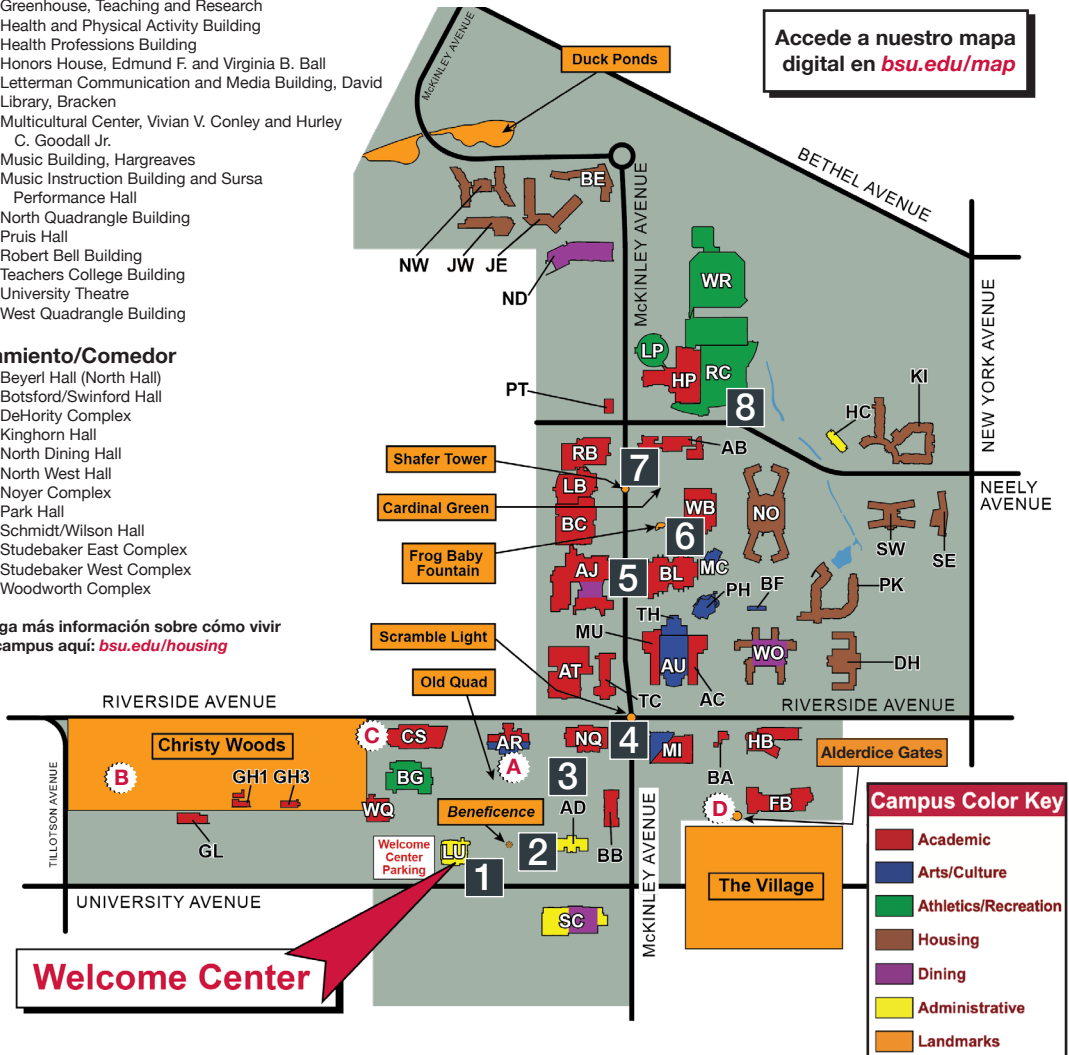 Greenhouse, Teaching and Research
Health and Physical Activity Building
Health Professions Building
Honors House, Edmund F. and Virginia B. Ball
Letterman Communication and Media Building, David
Library, Bracken
Multicultural Center, Vivian V. Conley and Hurley
C. Goodall Jr.
Music Building, Hargreaves
Music Instruction Building and Sursa
Performance Hall
North Quadrangle Building
Pruis Hall
Robert Bell Building
Teachers College Building
University Theatre
West Quadrangle Building
amiento/Comedor
Beyerl Hall (North Hall)
Botsford/Swinford Hall
DeHority Complex
Kinghorn Hall
North Dining Hall
North West Hall
Noyer Complex
Park Hall
Schmidt/Wilson Hall
Studebaker East Complex
Studebaker West Complex
Woodworth Complex
ga más información sobre cómo vivir
campus aquí: bsu.edu/housing
Accede a nuestro mapa
digital en bsu.edu/map
McKINLEY AVENUE
Duck Ponds
BETHEL AVENUE
BE
McKINLEY AVENUE
NW
JW
JE
ND
WR
NEW YORK AVENUE
LP
HP
RC
PT
8
KI
HC
AB
RB
7
Shafer Tower
LB
NEELY
AVENUE
Cardinal Green
WB
NO
BC
6
SW
SE
Frog Baby
Fountain
MC
AJ
5
BL
PH
BF
PK
TH
Scramble Light
MU
WO
AT
AU
DH
Old Quad
TC
AC
RIVERSIDE AVENUE
RIVERSIDE AVENUE
Christy Woods
C
CS
AR
NQ
4
MI
HB
Alderdice Gates
A
B
GH1
GH3
BG
3
BA
Campus Color Key
WQ
Beneficence
AD
D
FB
TILLOTSON AVENUE
GL
Welcome
Center
Parking
LU
2
BB
McKINLEY AVENUE
1
The Village
UNIVERSITY AVENUE
SC
Welcome Center
Academic
Arts/Culture
Athletics/Recreation
Housing
Dining
Administrative
Landmarks